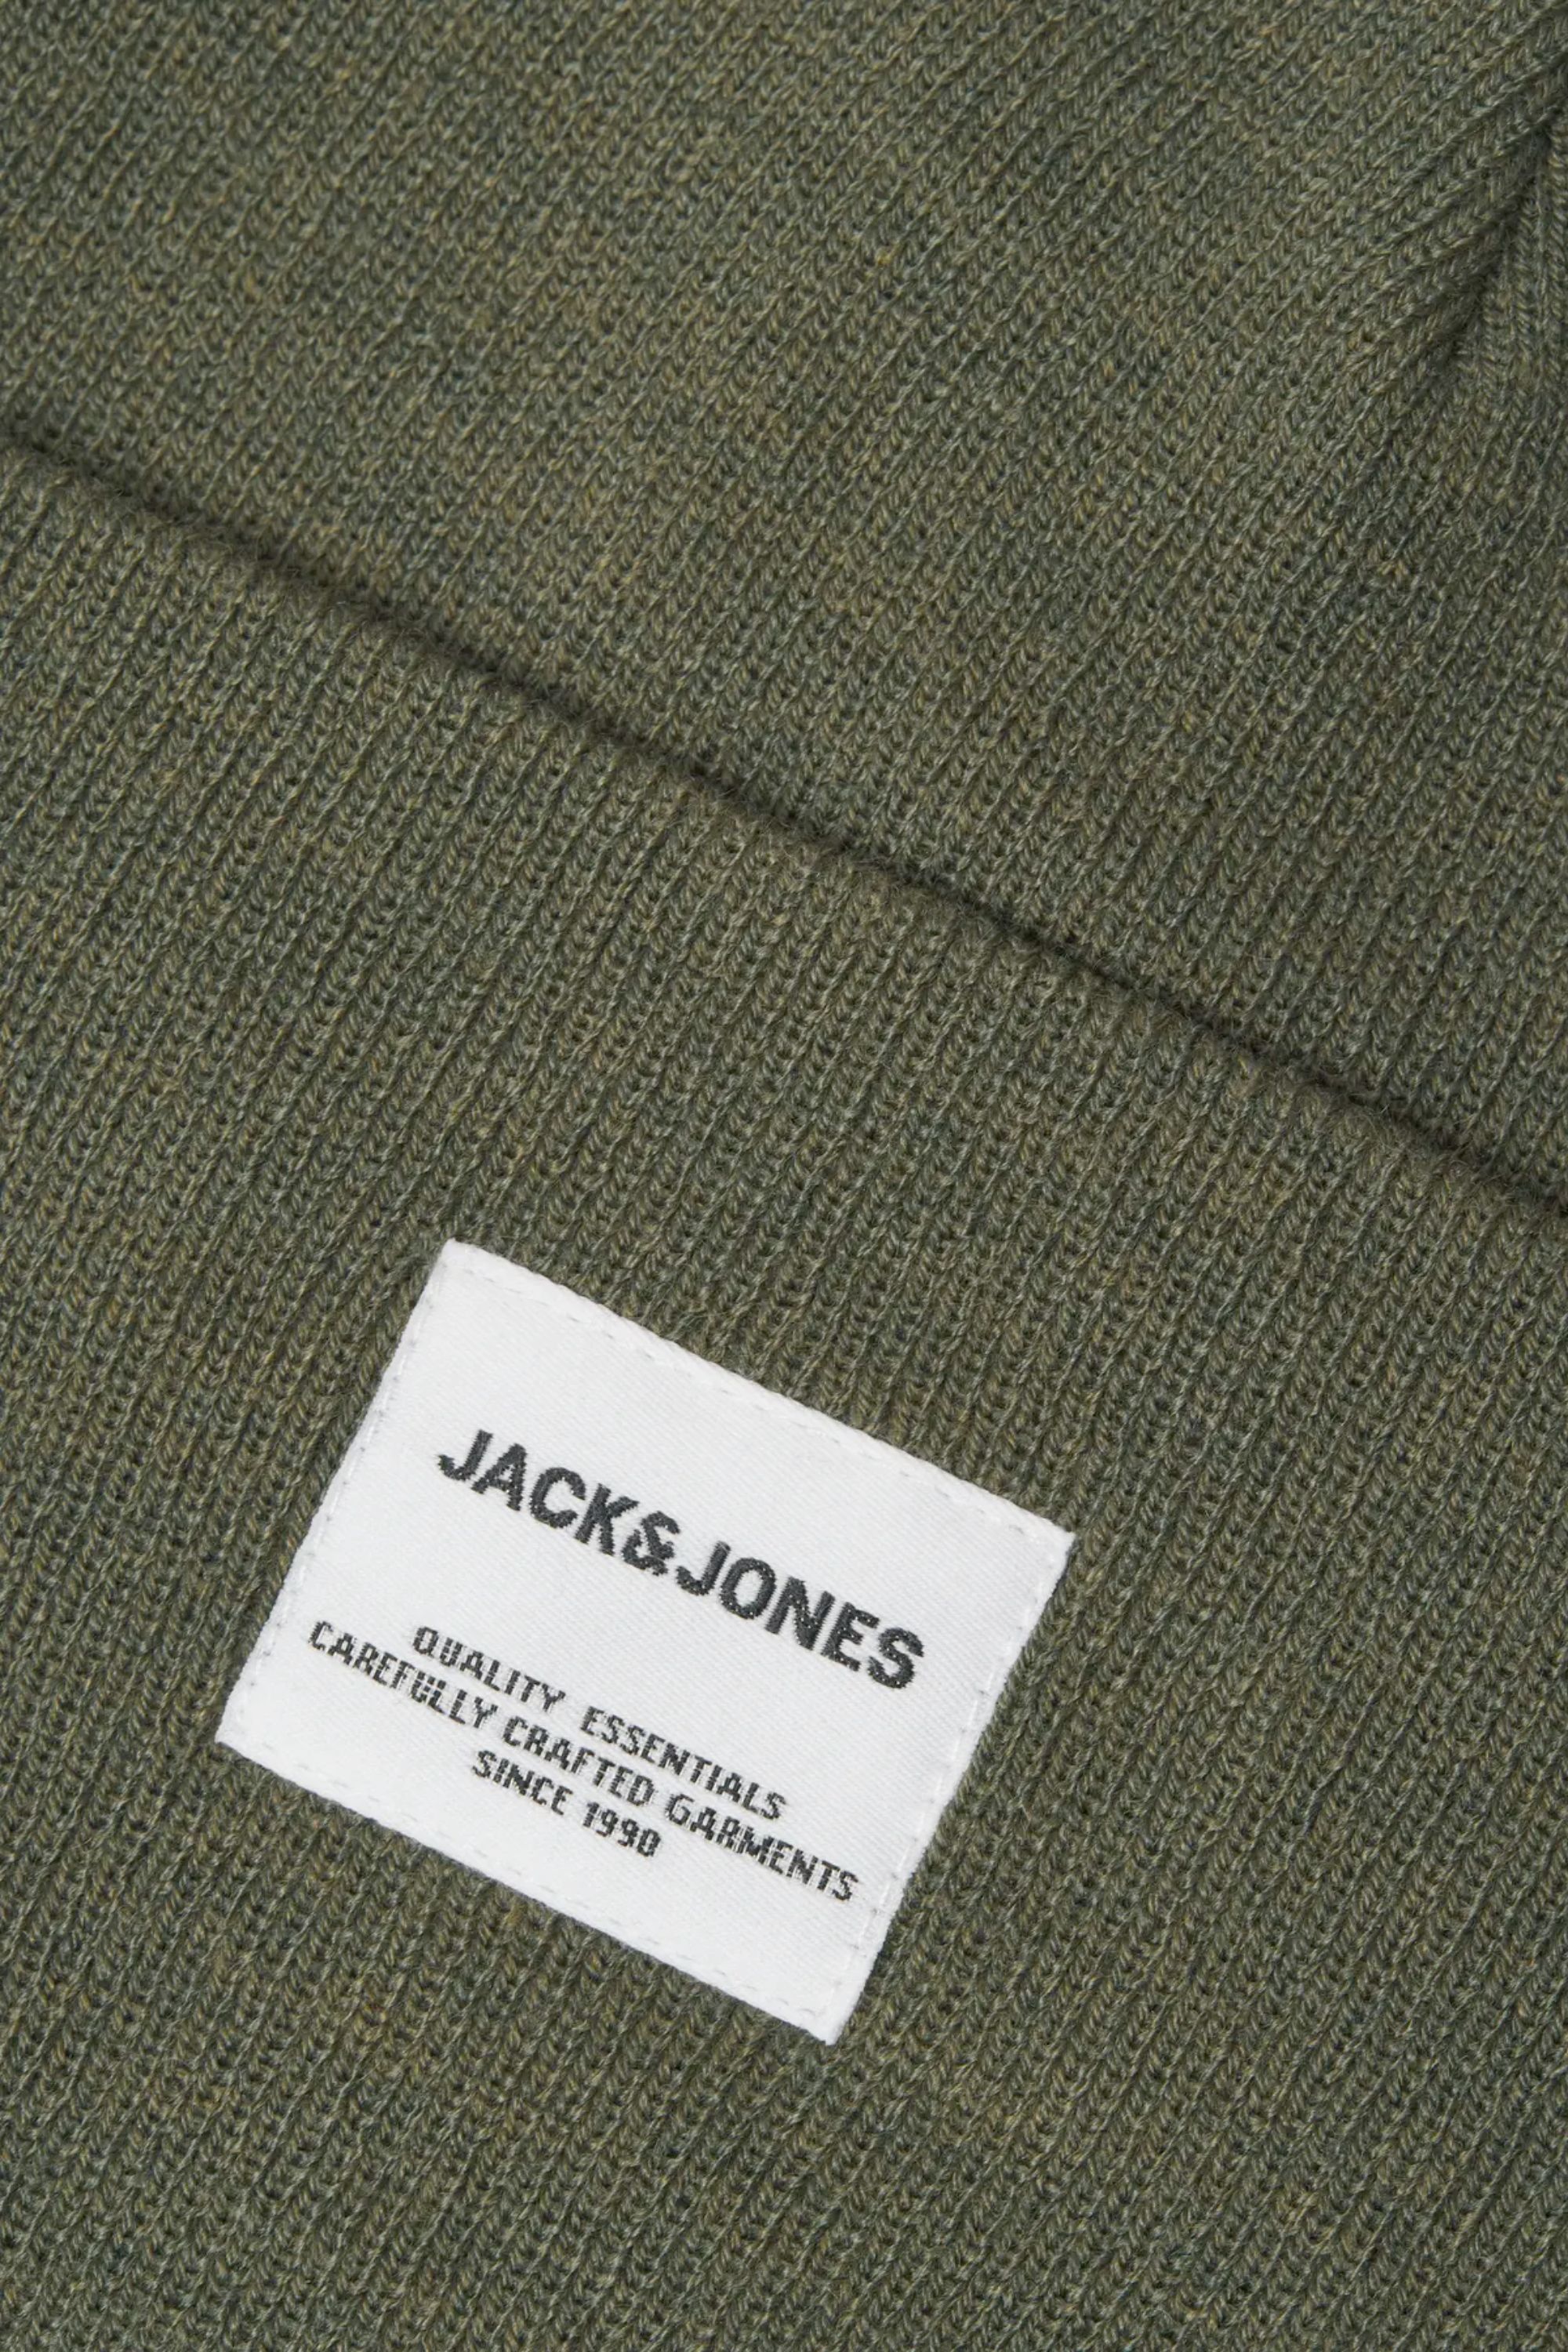 JACK&JONES
QUALITY ESSENTIALS
CAREFULLY CRAFTED GARMENTS
SINCE 1990